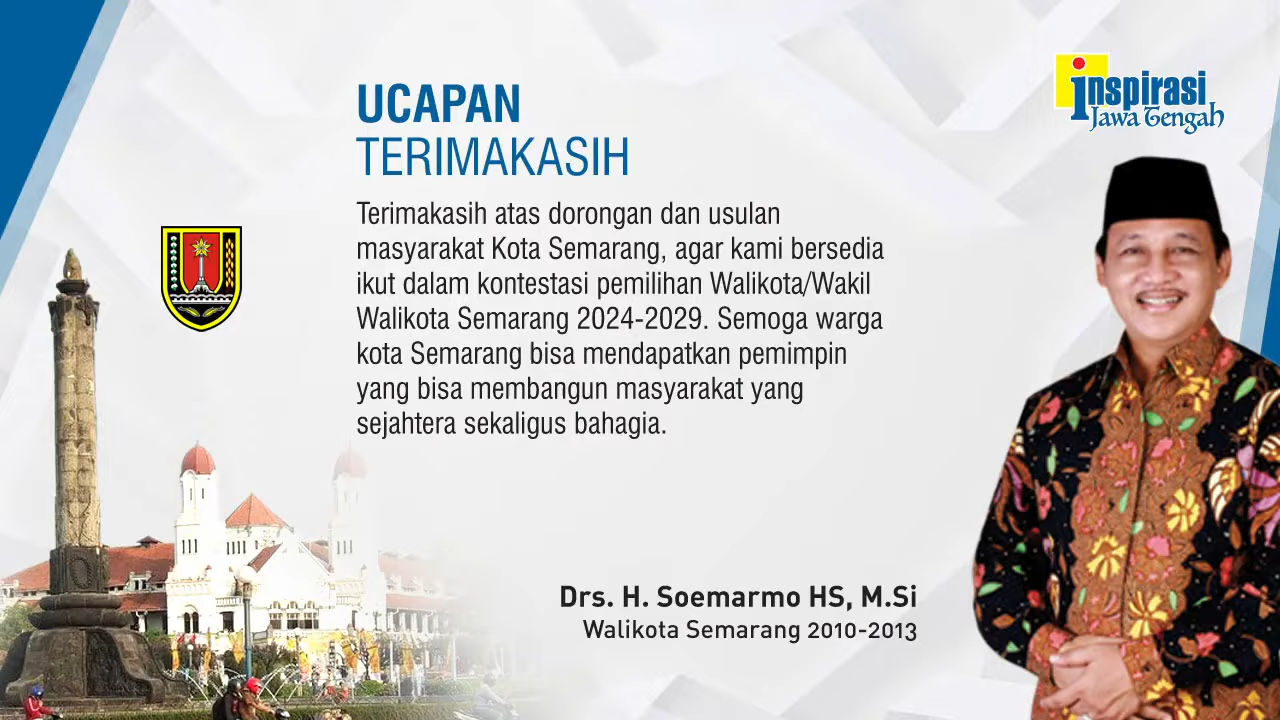 inspirasi
Jawa Tengah
UCAPAN
TERIMAKASIH
Terimakasih atas dorongan dan usulan
masyarakat Kota Semarang, agar kami bersedia
ikut dalam kontestasi pemilihan Walikota/Wakil
Walikota Semarang 2024-2029. Semoga warga
kota Semarang bisa mendapatkan pemimpin
yang bisa membangun masyarakat yang
sejahtera sekaligus bahagia.
Drs. H. Soemarmo HS, M.Si
Walikota Semarang 2010-2013